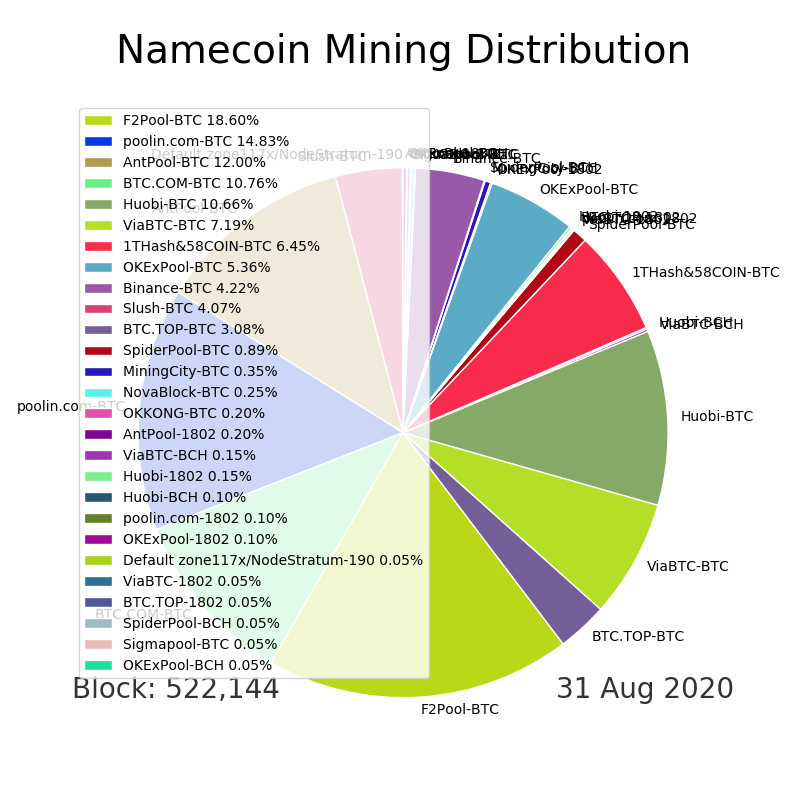 Namecoin Mining Distribution
F2Pool-BTC 18.60%
poolin.com-BTC 14.83%
AntPool-BTC 12.00%
BTC.COM-BTC 10.76%
Huobi-BTC 10.66%
ViaBTC-BTC 7.19%
1THash&58COIN-BTC 6.45%
OKExPool-BTC 5.36%
Binance-BTC 4.22%
Slush-BTC 4.07%
BTC.TOP-BTC 3.08%
SpiderPool-BTC 0.89%
MiningCity-BTC 0.35%
NovaBlock-BTC 0.25%
OKKONG-BTC 0.20%
AntPool-1802 0.20%
ViaBTC-BCH 0.15%
Huobi-1802 0.15%
Huobi-BCH 0.10%
poolin.com-1802 0.10%
OKExPool-1802 0.10%
Default zone117x/NodeStratum-190 0.05%
ViaBTC-1802 0.05%
BTC.TOP-1802 0.05%
SpiderPool-BCH 0.05%
Sigmapool-BTC 0.05%
OKExPool-BCH 0.05%
Default zone117x/NodeStratum-190
Slush-BTC
AntPool-BTC
poolin.com-BTC
BTC.COM-BTC
F2Pool-BTC
BTC.TOP-BTC
ViaBTC-BTC
Huobi-BTC
ViaBTC-BCH
Huobi-BCH
1THash&58COIN-BTC
SpiderPool-BTC
OKExPool-BTC
Binance-BTC
Block: 522,144
31 Aug 2020